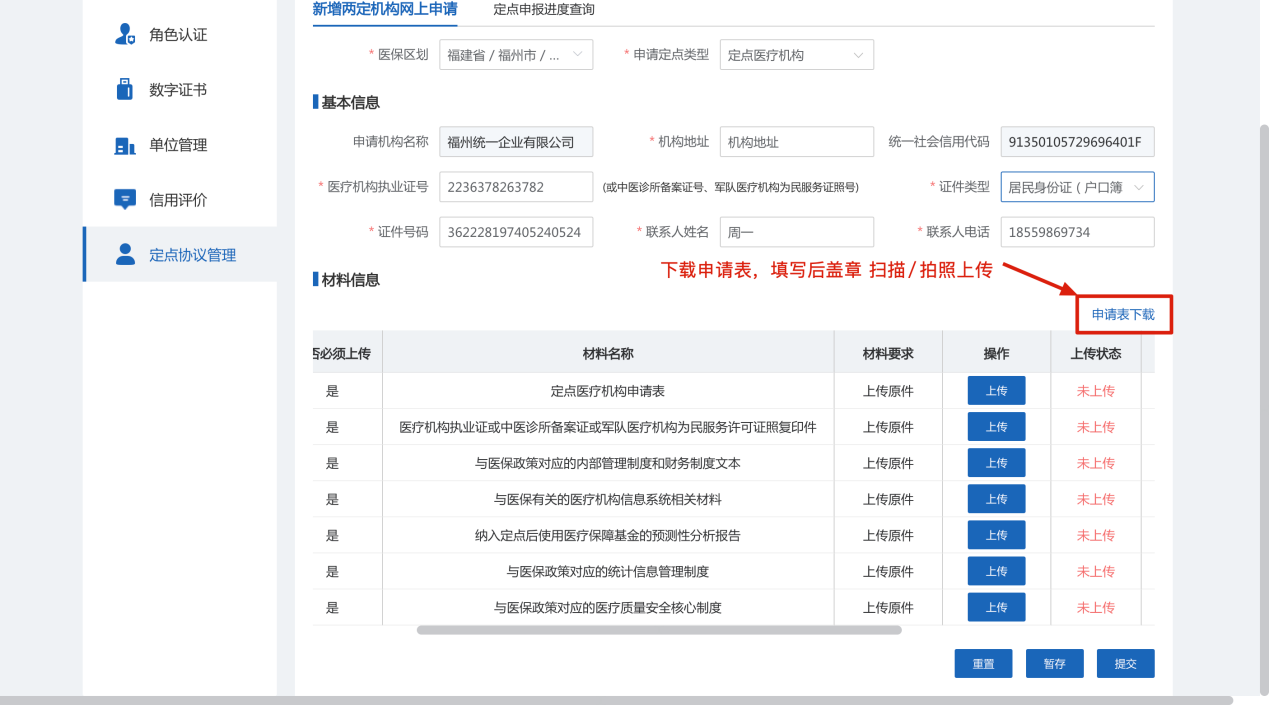 新增两定机构网上申请 定点申报进度查询
角色认证
数字证书
单位管理
信用评价
定点协议管理
* 医保区划 福建省 / 福州市 / ... * 申请定点类型 定点医疗机构
基本信息
申请机构名称 福州统一企业有限公司 * 机构地址 机构地址 统一社会信用代码 91350105729696401F
* 医疗机构执业证号 2236378263782 (或中医诊所备案证号、军队医疗机构为民服务证照号) * 证件类型 居民身份证（户口簿
* 证件号码 362228197405240524 * 联系人姓名 周一 * 联系人电话 18559869734
下载申请表，填写后盖章 扫描/拍照上传
材料信息
申请表下载
否必须上传 材料名称 材料要求 操作 上传状态
是 定点医疗机构申请表 上传原件 上传 未上传
是 医疗机构执业证或中医诊所备案证或军队医疗机构为民服务许可证照复印件 上传原件 上传 未上传
是 与医保政策对应的内部管理制度和财务制度文本 上传原件 上传 未上传
是 与医保有关的医疗机构信息系统相关材料 上传原件 上传 未上传
是 纳入定点后使用医疗保障基金的预测性分析报告 上传原件 上传 未上传
是 与医保政策对应的统计信息管理制度 上传原件 上传 未上传
是 与医保政策对应的医疗质量安全核心制度 上传原件 上传 未上传
重置 暂存 提交